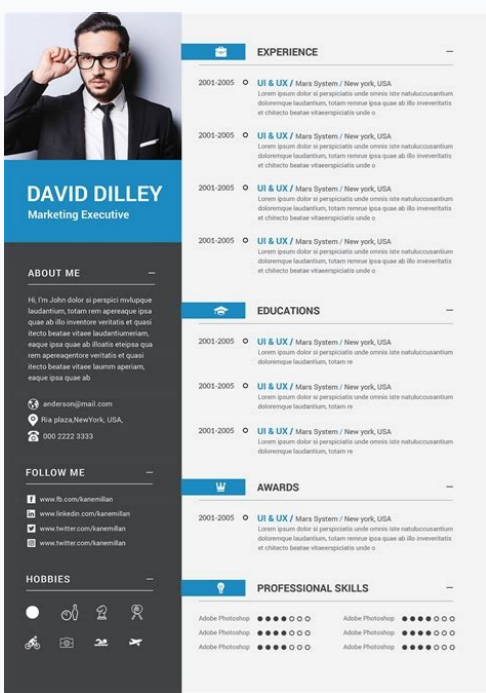 DAVID DILLEY
Marketing Executive
ABOUT ME
Hi, I'm John dolor si perspici mvlupque
laudantium, totam rem apereaque ipsa
quae ab illo inventore veritatis et quasi
itecto beatae vitaee laudantiumeriam,
eaque ipsa quae ab illoatis eteipsa qua
rem apereaqentore veritatis et quasi
itecto beatae vitaee laumm aperiam,
eaque ipsa quae ab
anderson@mail.com
Ria plaza,NewYork, USA,
000 2222 3333
FOLLOW ME
www.fb.com/kanemillan
www.linkedin.com/kanemillan
www.twitter.com/kanemillan
www.twitter.com/kanemillan
HOBBIES
EXPERIENCE
2001-2005 UI & UX / Mars System / New york, USA
Lorem ipsum dolor si perspiciatis unde omnis iste natuluccusantium
doloremque laudantium, totam remrue ipsa quae ab illo inveveritatis
et chitecto beatae vitaeerspiciatis unde o
2001-2005 UI & UX / Mars System / New york, USA
Lorem ipsum dolor si perspiciatis unde omnis iste natuluccusantium
doloremque laudantium, totam remrue ipsa quae ab illo inveveritatis
et chitecto beatae vitaeerspiciatis unde o
2001-2005 UI & UX / Mars System / New york, USA
Lorem ipsum dolor si perspiciatis unde omnis iste natuluccusantium
doloremque laudantium, totam remrue ipsa quae ab illo inveveritatis
et chitecto beatae vitaeerspiciatis unde o
2001-2005 UI & UX / Mars System / New york, USA
Lorem ipsum dolor si perspiciatis unde omnis iste natuluccusantium
doloremque laudantium, totam remrue ipsa quae ab illo inveveritatis
et chitecto beatae vitaeerspiciatis unde o
EDUCATIONS
2001-2005 UI & UX / Mars System / New york, USA
Lorem ipsum dolor si perspiciatis unde omnis iste natuluccusantium
doloremque laudantium, totam re
2001-2005 UI & UX / Mars System / New york, USA
Lorem ipsum dolor si perspiciatis unde omnis iste natuluccusantium
doloremque laudantium, totam re
2001-2005 UI & UX / Mars System / New york, USA
Lorem ipsum dolor si perspiciatis unde omnis iste natuluccusantium
doloremque laudantium, totam re
AWARDS
2001-2005 UI & UX / Mars System / New york, USA
Lorem ipsum dolor si perspiciatis unde omnis iste natuluccusantium
doloremque laudantium, totam remrue ipsa quae ab illo inveveritatis
et chitecto beatae vitaeerspiciatis unde o
PROFESSIONAL SKILLS
Adobe Photoshop Adobe Photoshop
Adobe Photoshop Adobe Photoshop
Adobe Photoshop Adobe Photoshop